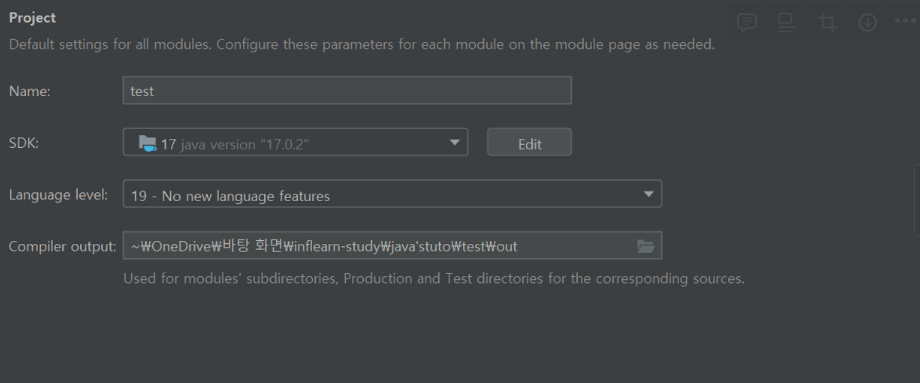 Project
Default settings for all modules. Configure these parameters for each module on the module page as needed.
Name: test
SDK: 17 java version "17.0.2" Edit
Language level: 19 - No new language features
Compiler output: ~₩OneDrive₩바탕 화면₩inflearn-study₩java'stuto₩test₩out
Used for modules' subdirectories, Production and Test directories for the corresponding sources.